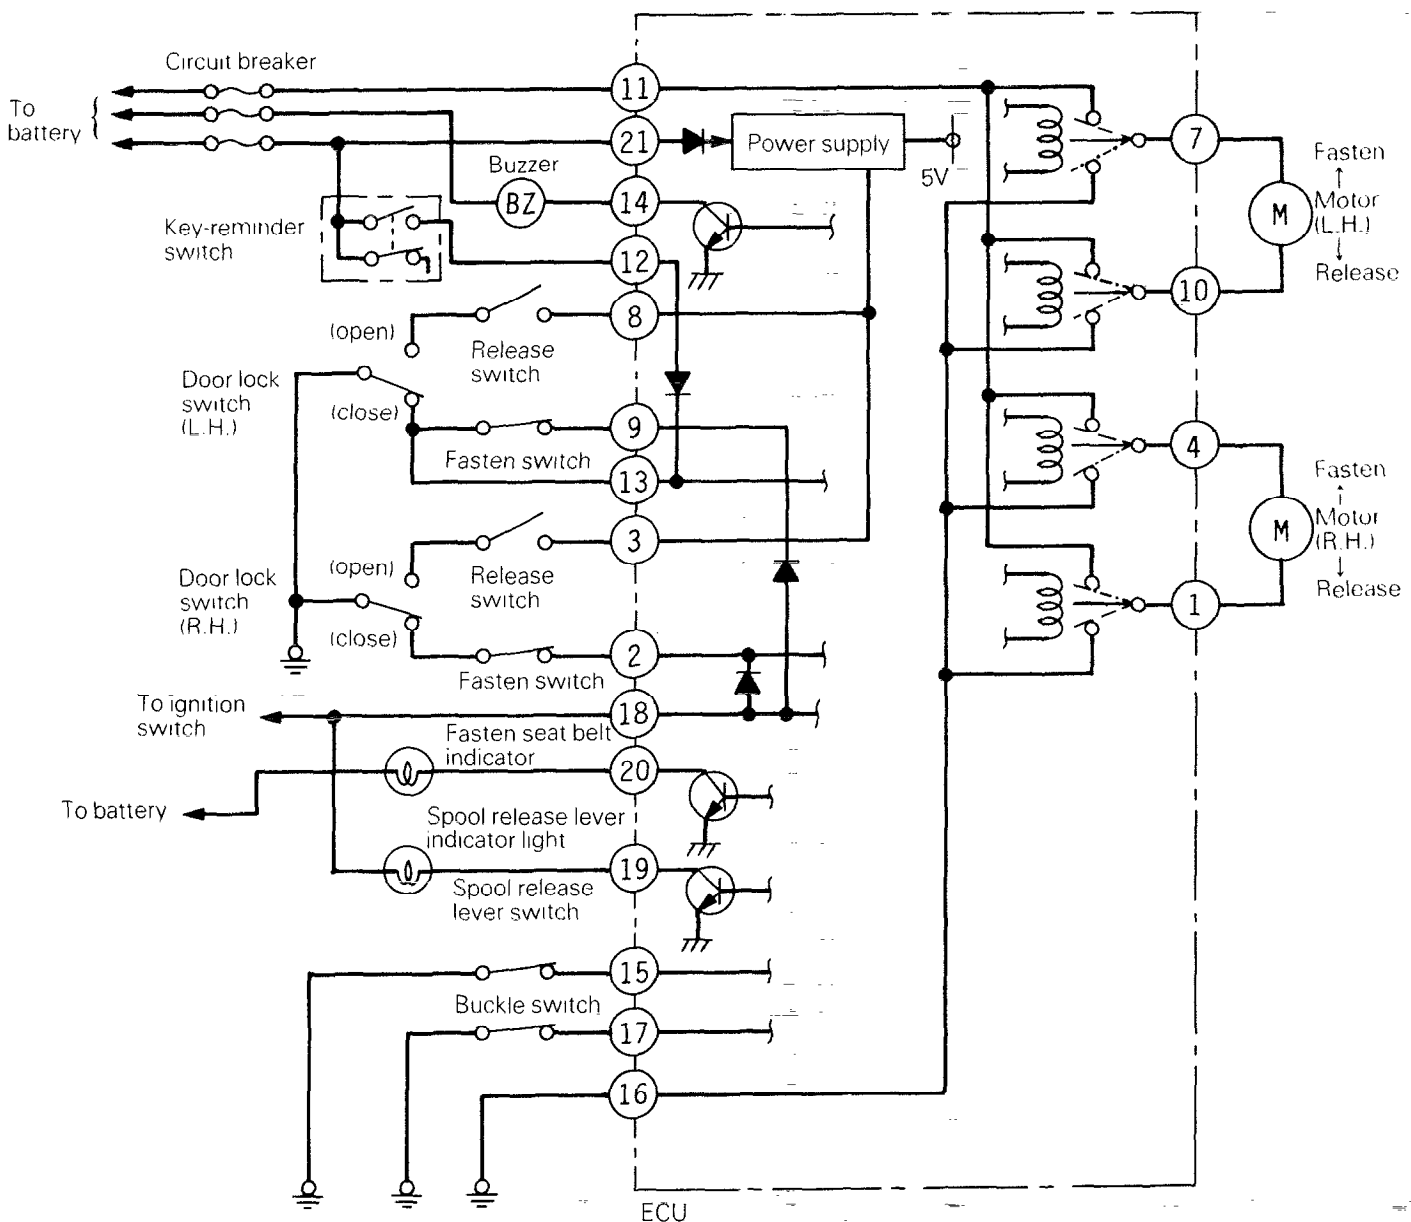 Circuit breaker
To
battery
11
21
Power supply
5V
Buzzer
BZ
14
Key-reminder
switch
12
8
(open)
Release
switch
Door lock
switch
(L.H.)
(close)
9
Fasten switch
13
3
(open)
Release
switch
Door lock
switch
(R.H.)
(close)
2
Fasten switch
To ignition
switch
18
Fasten seat belt
indicator
20
To battery
Spool release lever
indicator light
19
Spool release
lever switch
15
Buckle switch
17
16
ECU
7
Fasten
M
Motor
(L.H.)
Release
10
4
Fasten
M
Motor
(R.H.)
Release
1